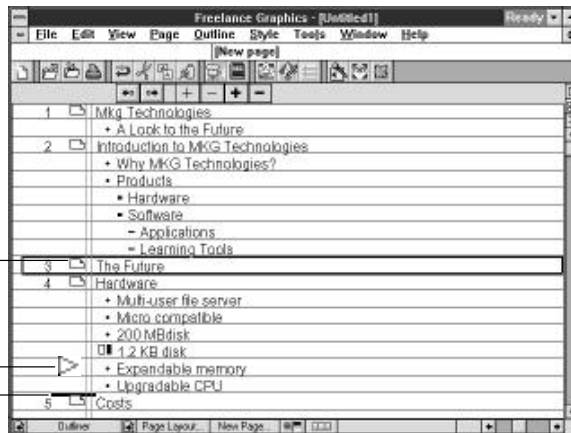 Freelance Graphics - [Untitled1] Ready
File Edit View Page Outline Style Tools Window Help
[New page]
1 Mkg Technologies
• A Look to the Future
2 Introduction to MKG Technologies
• Why MKG Technologies?
• Products
▪ Hardware
▪ Software
– Applications
– Learning Tools
3 The Future
4 Hardware
• Multi-user file server
• Micro compatible
• 200 MBdisk
1.2 KB disk
• Expandable memory
• Upgradable CPU
5 Costs
Outliner Page Layout... New Page...